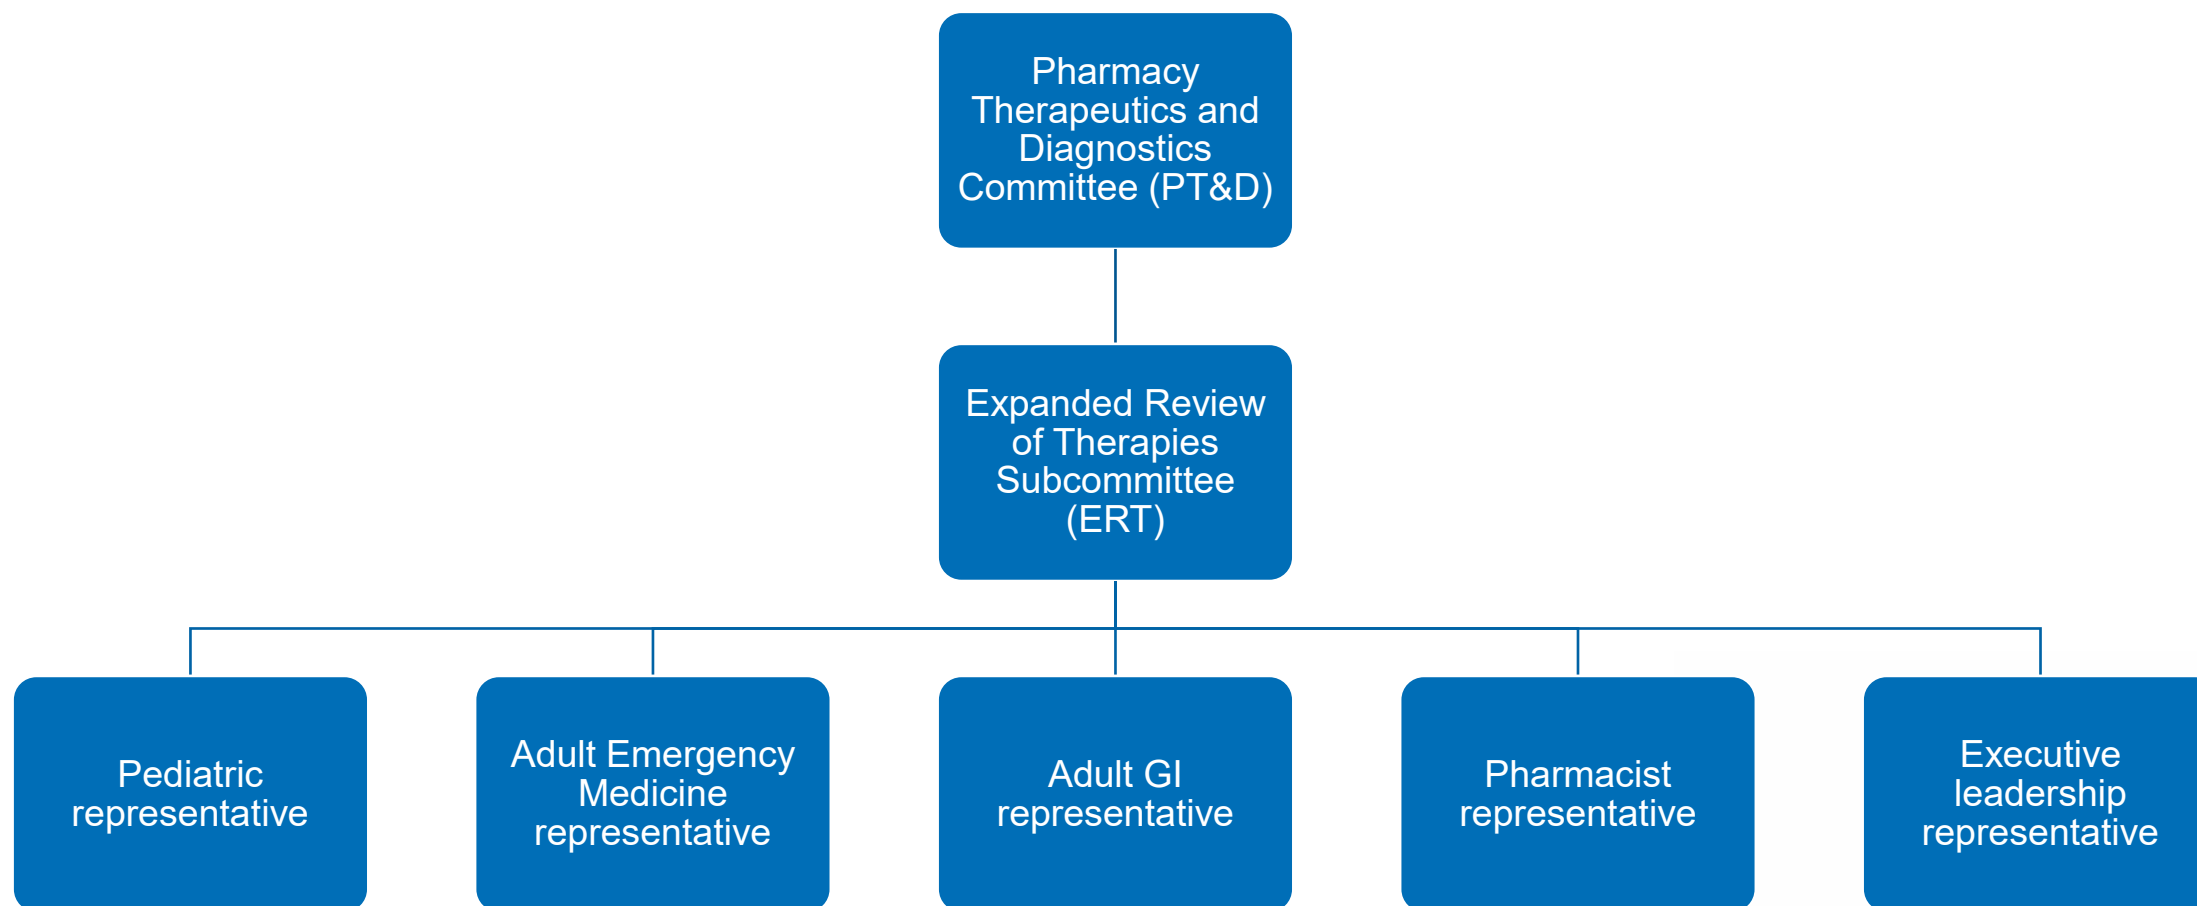 Pharmacy
Therapeutics and
Diagnostics
Committee (PT&D)
Expanded Review
of Therapies
Subcommittee
(ERT)
Pediatric
representative
Adult Emergency
Medicine
representative
Adult GI
representative
Pharmacist
representative
Executive
leadership
representative